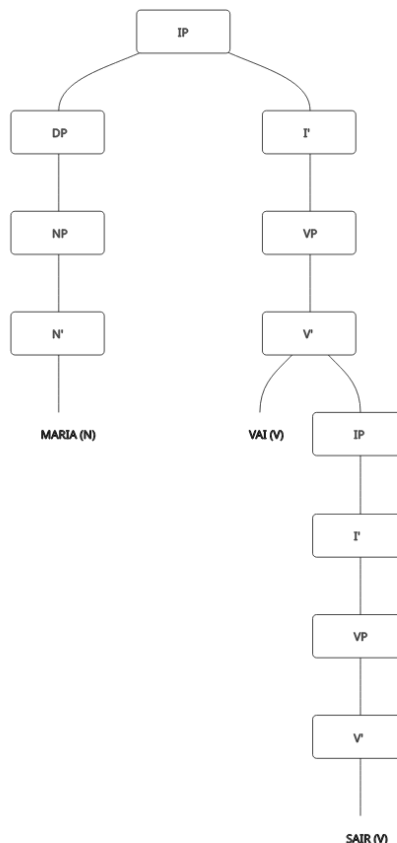 IP
DP
I'
NP
VP
N'
V'
MARIA (N)
VAI (V)
IP
I'
VP
V'
SAIR (V)